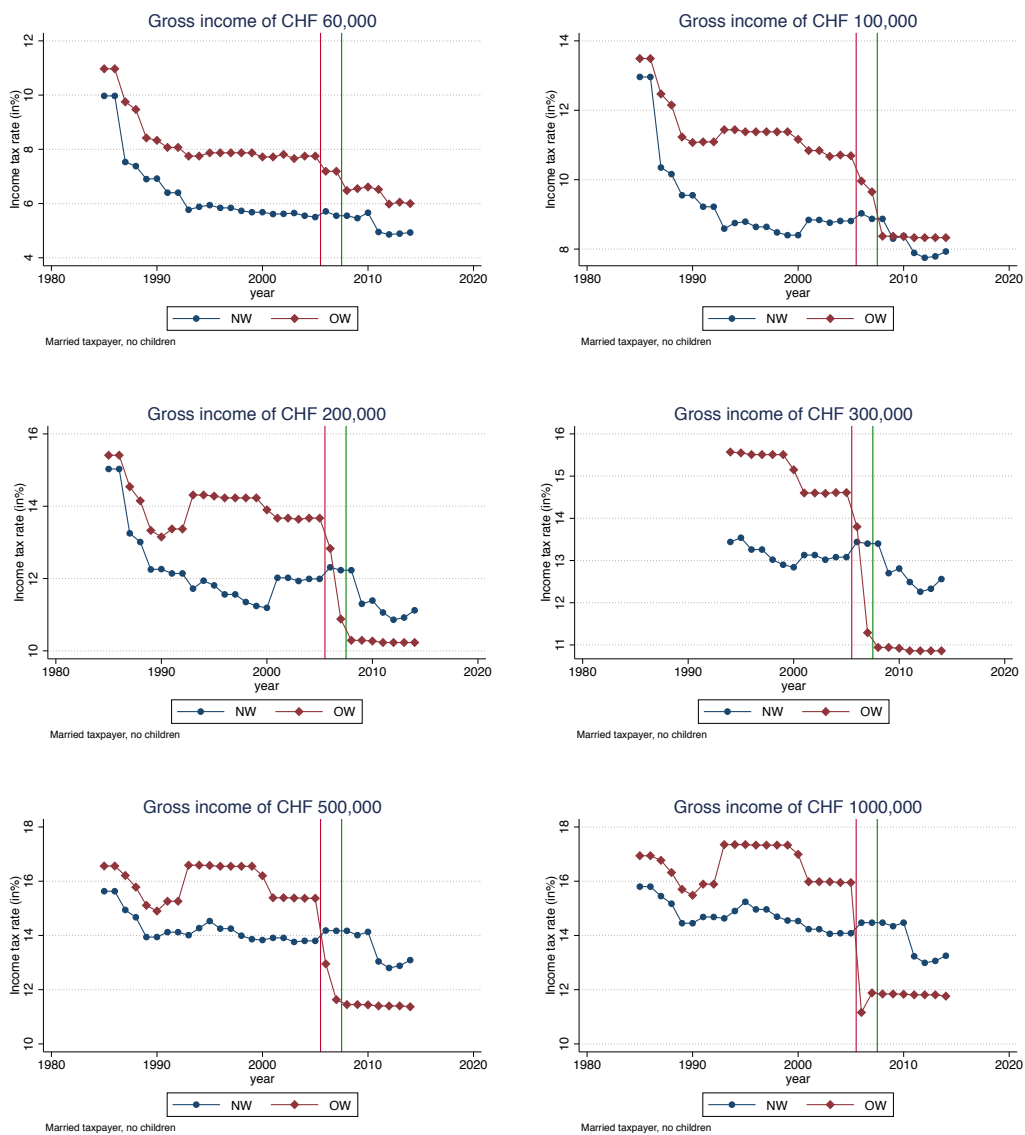 Gross income of CHF 60,000
Income tax rate (in%)
12
10
8
6
4
1980 1990 2000 2010 2020
year
NW OW
Married taxpayer, no children
Gross income of CHF 100,000
Income tax rate (in%)
14
12
10
8
1980 1990 2000 2010 2020
year
NW OW
Married taxpayer, no children
Gross income of CHF 200,000
Income tax rate (in%)
16
14
12
10
1980 1990 2000 2010 2020
year
NW OW
Married taxpayer, no children
Gross income of CHF 300,000
Income tax rate (in%)
16
15
14
13
12
11
1980 1990 2000 2010 2020
year
NW OW
Married taxpayer, no children
Gross income of CHF 500,000
Income tax rate (in%)
18
16
14
12
10
1980 1990 2000 2010 2020
year
NW OW
Married taxpayer, no children
Gross income of CHF 1000,000
Income tax rate (in%)
18
16
14
12
10
1980 1990 2000 2010 2020
year
NW OW
Married taxpayer, no children